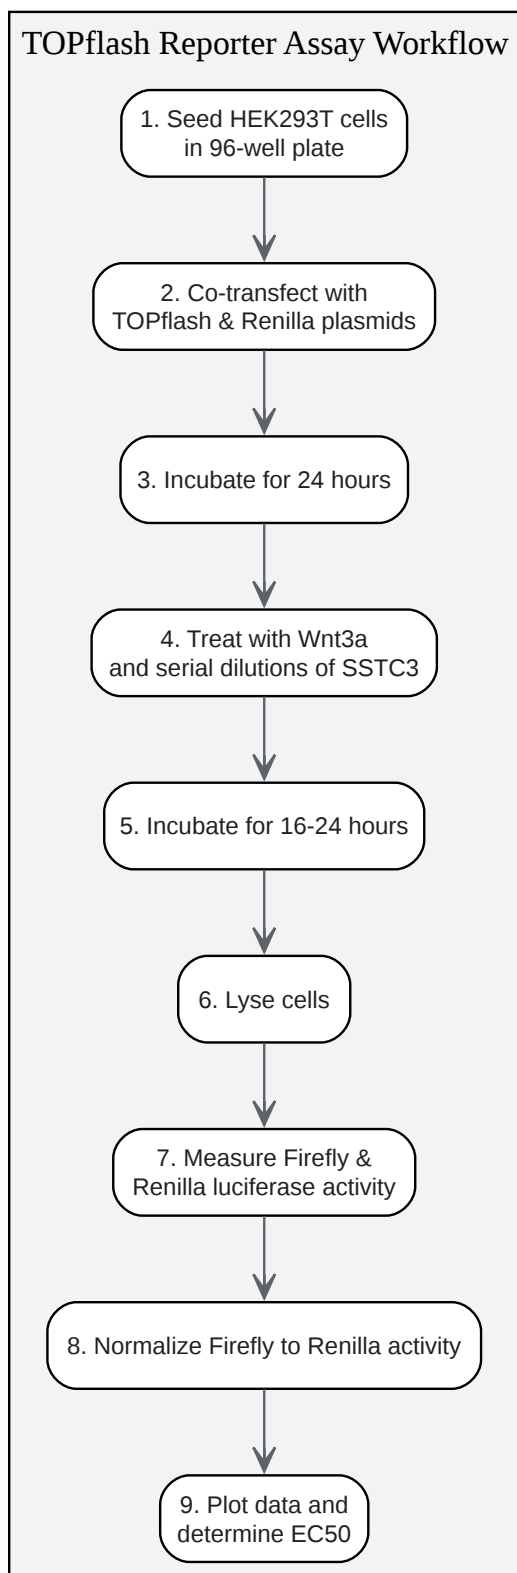 TOPflash Reporter Assay Workflow
1. Seed HEK293T cells
in 96-well plate
2. Co-transfect with
TOPflash & Renilla plasmids
3. Incubate for 24 hours
4. Treat with Wnt3a
and serial dilutions of SSTC3
5. Incubate for 16-24 hours
6. Lyse cells
7. Measure Firefly &
Renilla luciferase activity
8. Normalize Firefly to Renilla activity
9. Plot data and
determine EC50